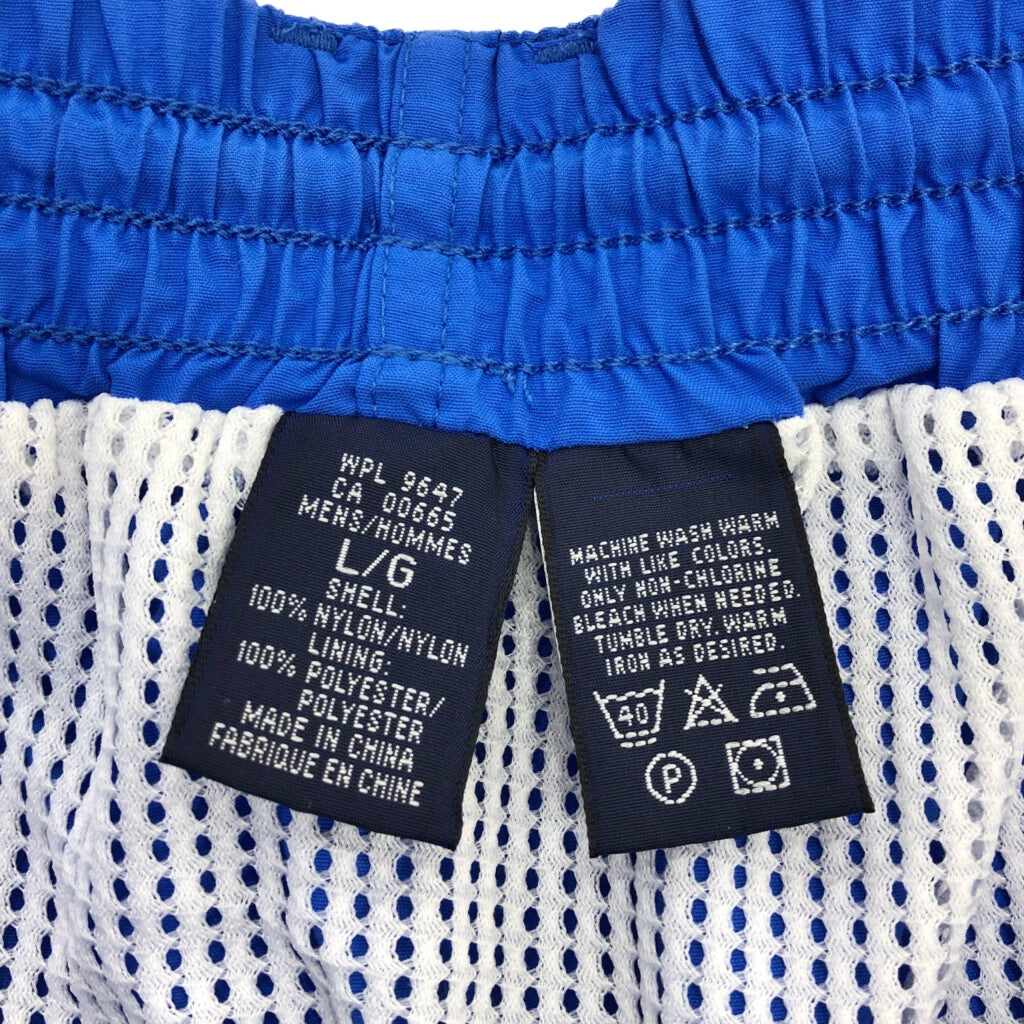 WPL 9647
CA 00665
MENS/HOMMES
L/G
SHELL:
100% NYLON/NYLON
LINING:
100% POLYESTER/
POLYESTER
MADE IN CHINA
FABRIQUE EN CHINE
MACHINE WASH WARM
WITH LIKE COLORS.
ONLY NON-CHLORINE
BLEACH WHEN NEEDED.
TUMBLE DRY. WARM
IRON AS DESIRED.
40
P